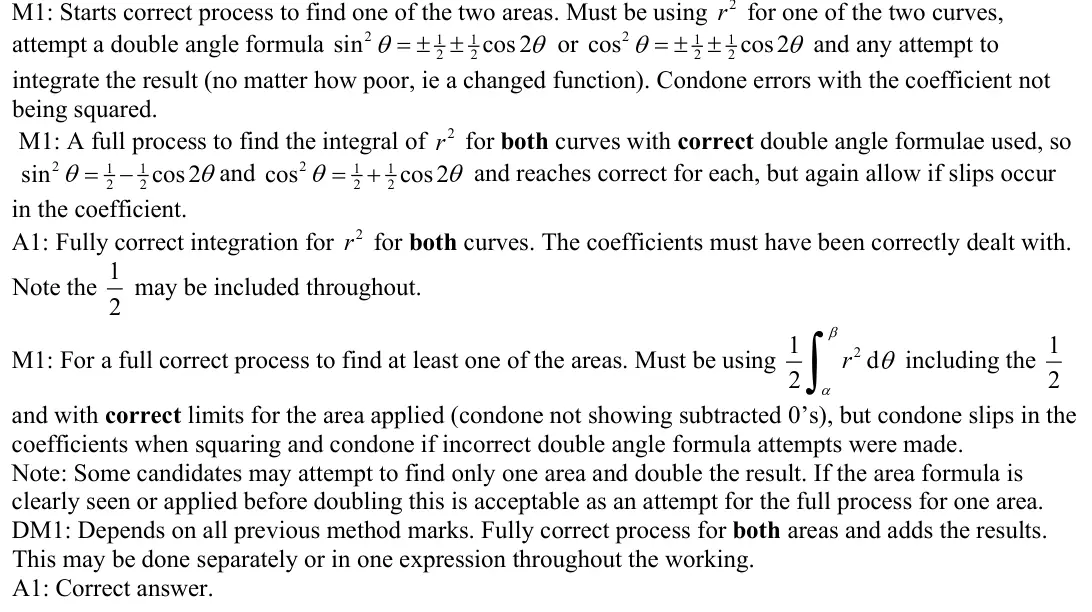 M1: Starts correct process to find one of the two areas. Must be using r² for one of the two curves,
attempt a double angle formula sin² θ = ± 1/2 ± 1/2 cos 2θ or cos² θ = ± 1/2 ± 1/2 cos 2θ and any attempt to
integrate the result (no matter how poor, ie a changed function). Condone errors with the coefficient not
being squared.
M1: A full process to find the integral of r² for both curves with correct double angle formulae used, so
sin² θ = 1/2 − 1/2 cos 2θ and cos² θ = 1/2 + 1/2 cos 2θ and reaches correct for each, but again allow if slips occur
in the coefficient.
A1: Fully correct integration for r² for both curves. The coefficients must have been correctly dealt with.
Note the 1/2 may be included throughout.
M1: For a full correct process to find at least one of the areas. Must be using 1/2 ∫_α^β r² dθ including the 1/2
and with correct limits for the area applied (condone not showing subtracted 0’s), but condone slips in the
coefficients when squaring and condone if incorrect double angle formula attempts were made.
Note: Some candidates may attempt to find only one area and double the result. If the area formula is
clearly seen or applied before doubling this is acceptable as an attempt for the full process for one area.
DM1: Depends on all previous method marks. Fully correct process for both areas and adds the results.
This may be done separately or in one expression throughout the working.
A1: Correct answer.